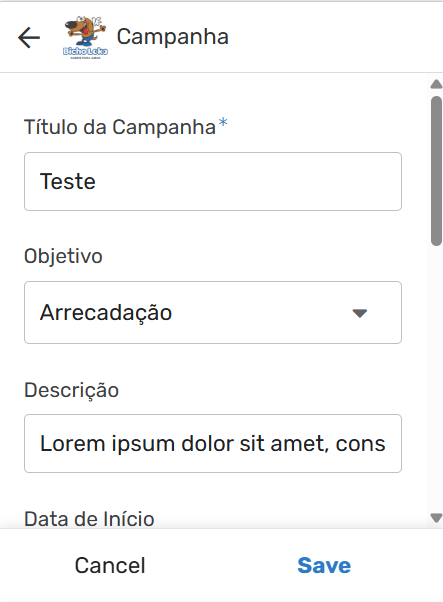 Bicho Loka
Campanha
Título da Campanha*
Teste
Objetivo
Arrecadação
Descrição
Lorem ipsum dolor sit amet, cons
Data de Início
Cancel
Save